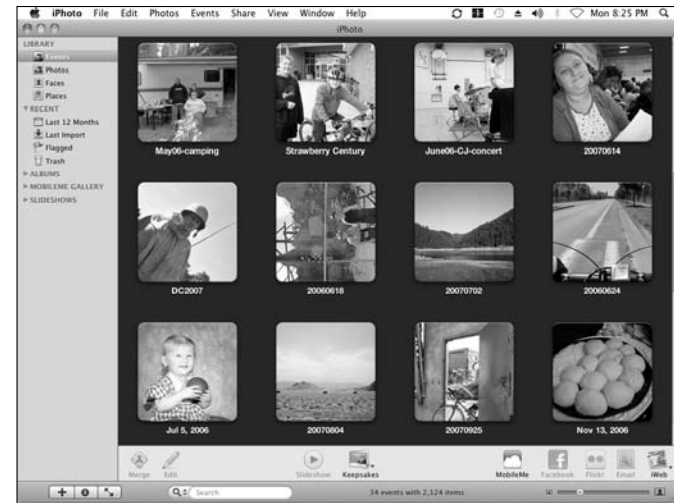 iPhoto File Edit Photos Events Share View Window Help Mon 8:25 PM
iPhoto
LIBRARY
Events
Photos
Faces
Places
RECENT
Last 12 Months
Last Import
Flagged
Trash
ALBUMS
MOBILEME GALLERY
SLIDESHOWS
May06-camping Strawberry Century June06-CJ-concert 20070614
DC2007 20060618 20070702 20060624
Jul 5, 2006 20070804 20070925 Nov 13, 2006
Merge Edit Slideshow Keepsakes MobileMe Facebook Flickr Email iWeb
Search 34 events with 2,124 items